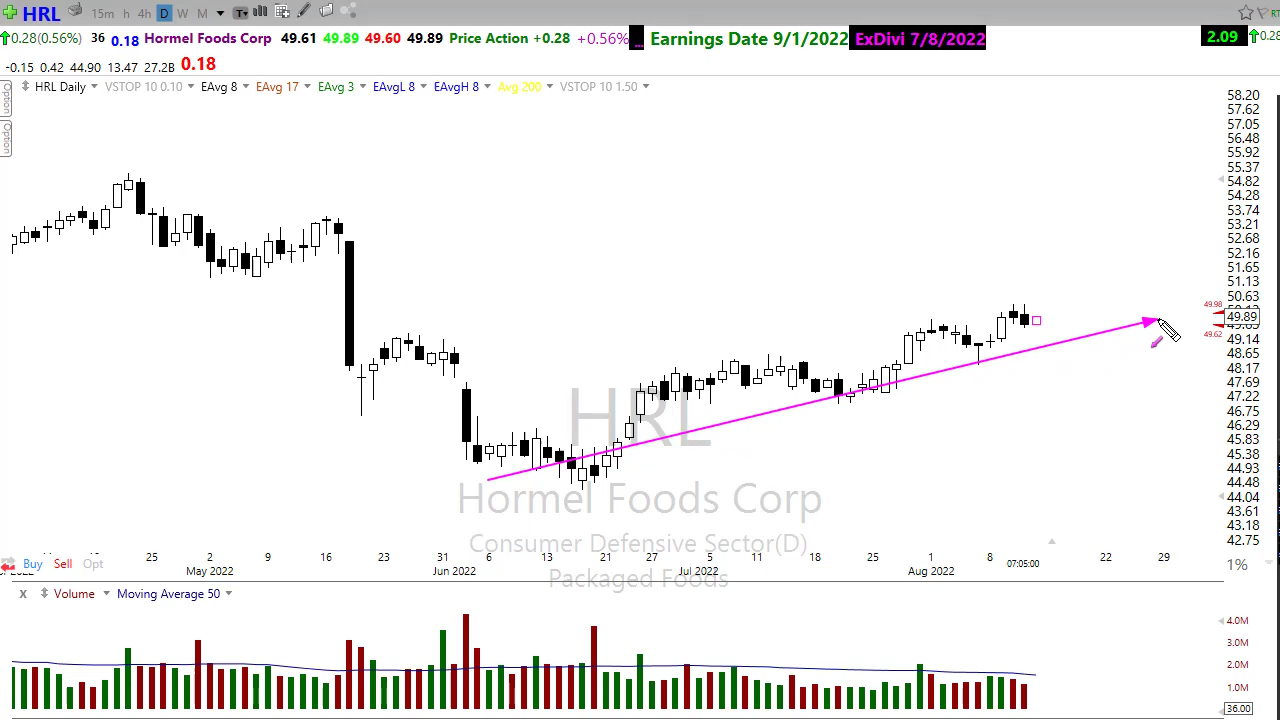 HRL 15m h 4h D W M T
0.28(0.56%) 36 0.18 Hormel Foods Corp 49.61 49.89 49.60 49.89 Price Action +0.28 +0.56% ... Earnings Date 9/1/2022 ExDivi 7/8/2022 2.09 0.28
-0.15 0.42 44.90 13.47 27.2B 0.18
HRL Daily VSTOP 10 0.10 EAvg 8 EAvg 17 EAvg 3 EAvgL 8 EAvgH 8 Avg 200 VSTOP 10 1.50
Option
Option
58.20
57.62
57.05
56.48
55.92
55.37
54.82
54.28
53.74
53.21
52.68
52.16
51.65
51.13
50.63
49.98
49.89
49.62
49.14
48.65
48.17
47.69
47.22
46.75
46.29
45.83
45.38
44.93
44.48
44.04
43.61
43.18
42.75
HRL
Hormel Foods Corp
Consumer Defensive Sector(D)
Packaged Foods
25 2 9 16 23 31 6 13 21 27 11 18 25 1 8 07:05:00 22 29
Buy Sell Opt
May 2022 Jun 2022 Jul 2022 Aug 2022
1%
x Volume Moving Average 50
4.0M
3.0M
2.0M
1.0M
36.00